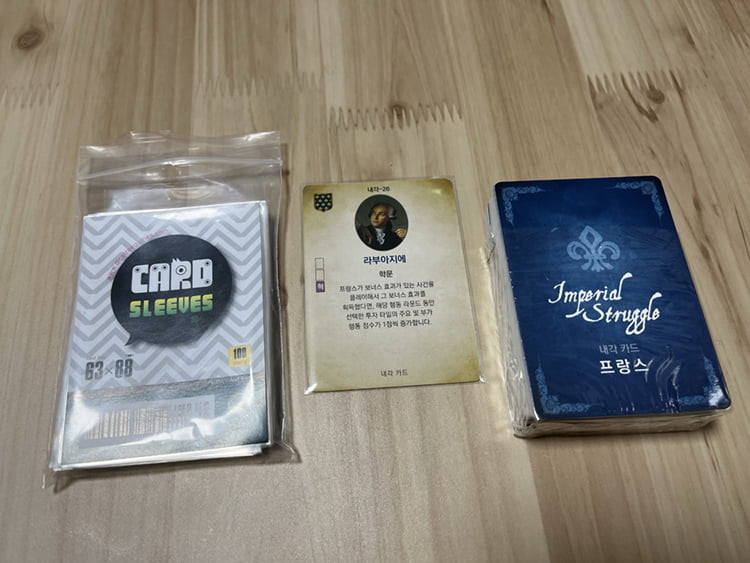 CARD
SLEEVES
100
63×88
내각-26
라부아지에
학문
혁
프랑스가 보너스 효과가 있는 사건을
플레이해서 그 보너스 효과를
획득했다면, 해당 행동 라운드 동안
선택한 투자 타일의 주요 및 부가
행동 점수가 1점씩 증가합니다.
내각 카드
Imperial
Struggle
내각 카드
프랑스